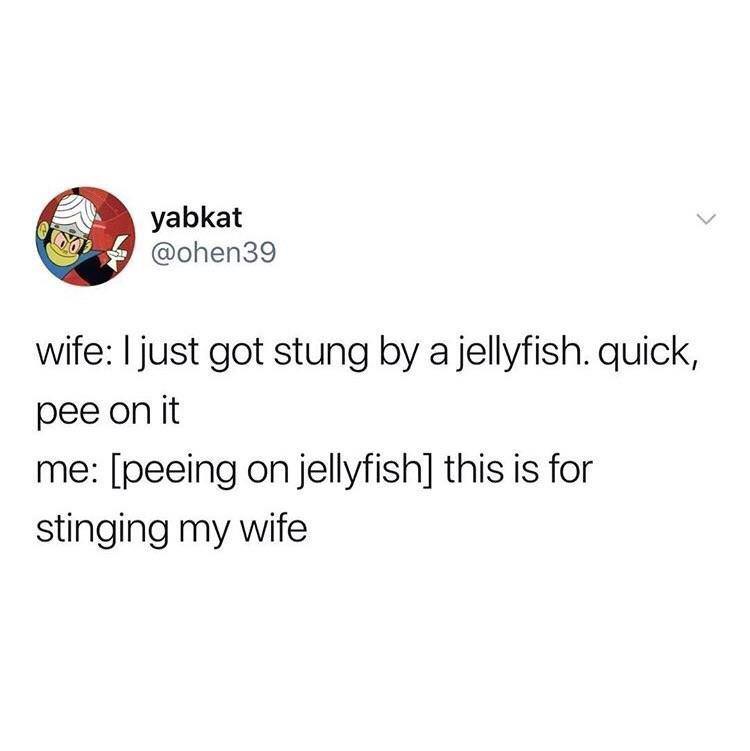 yabkat
@ohen39
wife: I just got stung by a jellyfish. quick,
pee on it
me: [peeing on jellyfish] this is for
stinging my wife